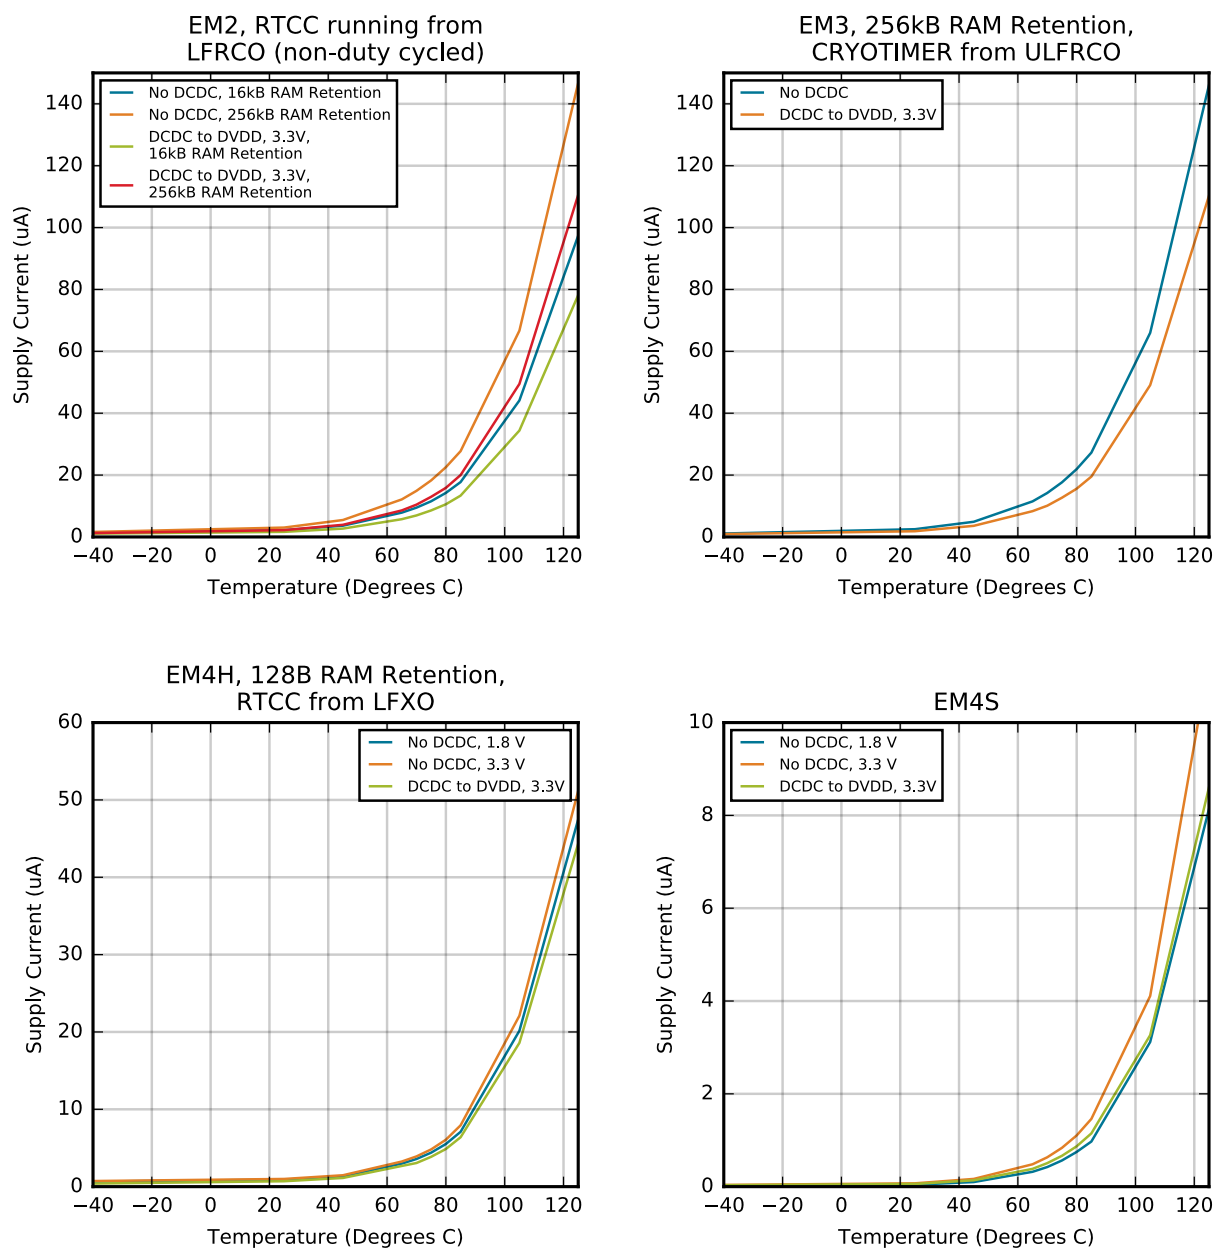 EM2, RTCC running from
LFRCO (non-duty cycled)
No DCDC, 16kB RAM Retention
No DCDC, 256kB RAM Retention
DCDC to DVDD, 3.3V,
16kB RAM Retention
DCDC to DVDD, 3.3V,
256kB RAM Retention
Supply Current (uA)
140
120
100
80
60
40
20
0
−40 −20 0 20 40 60 80 100 120
Temperature (Degrees C)
EM3, 256kB RAM Retention,
CRYOTIMER from ULFRCO
No DCDC
DCDC to DVDD, 3.3V
Supply Current (uA)
140
120
100
80
60
40
20
0
−40 −20 0 20 40 60 80 100 120
Temperature (Degrees C)
EM4H, 128B RAM Retention,
RTCC from LFXO
No DCDC, 1.8 V
No DCDC, 3.3 V
DCDC to DVDD, 3.3V
Supply Current (uA)
60
50
40
30
20
10
0
−40 −20 0 20 40 60 80 100 120
Temperature (Degrees C)
EM4S
No DCDC, 1.8 V
No DCDC, 3.3 V
DCDC to DVDD, 3.3V
Supply Current (uA)
10
8
6
4
2
0
−40 −20 0 20 40 60 80 100 120
Temperature (Degrees C)